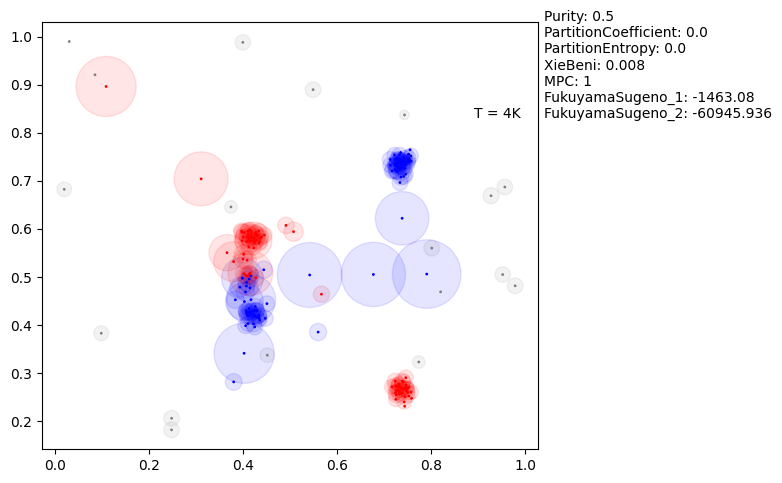 Purity: 0.5
PartitionCoefficient: 0.0
PartitionEntropy: 0.0
XieBeni: 0.008
MPC: 1
FukuyamaSugeno_1: -1463.08
FukuyamaSugeno_2: -60945.936
T = 4K
1.0
0.9
0.8
0.7
0.6
0.5
0.4
0.3
0.2
0.0 0.2 0.4 0.6 0.8 1.0